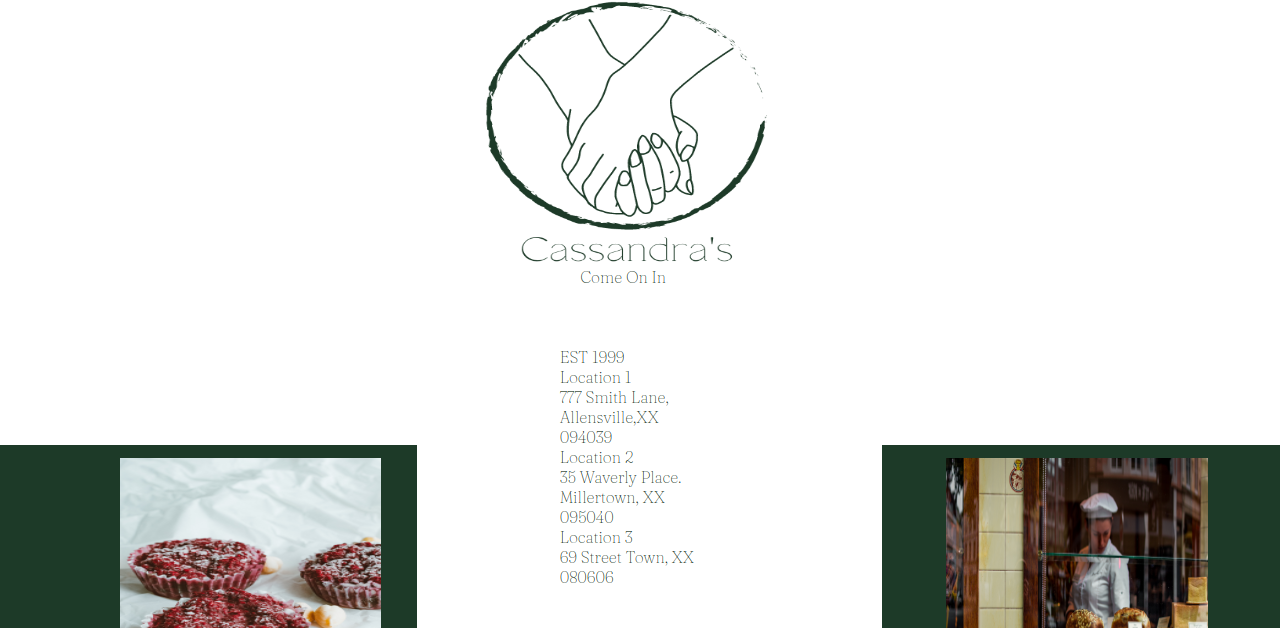 Cassandra's
Come On In
EST 1999
Location 1
777 Smith Lane,
Allensville,XX
094039
Location 2
35 Waverly Place.
Millertown, XX
095040
Location 3
69 Street Town, XX
080606